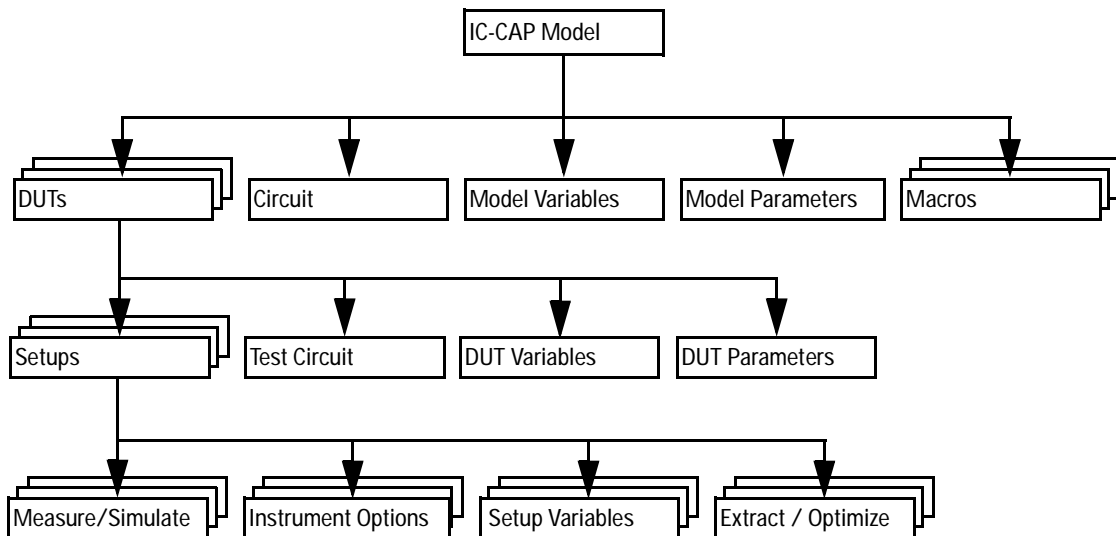 IC-CAP Model
DUTs
Circuit
Model Variables
Model Parameters
Macros
Setups
Test Circuit
DUT Variables
DUT Parameters
Measure/Simulate
Instrument Options
Setup Variables
Extract / Optimize